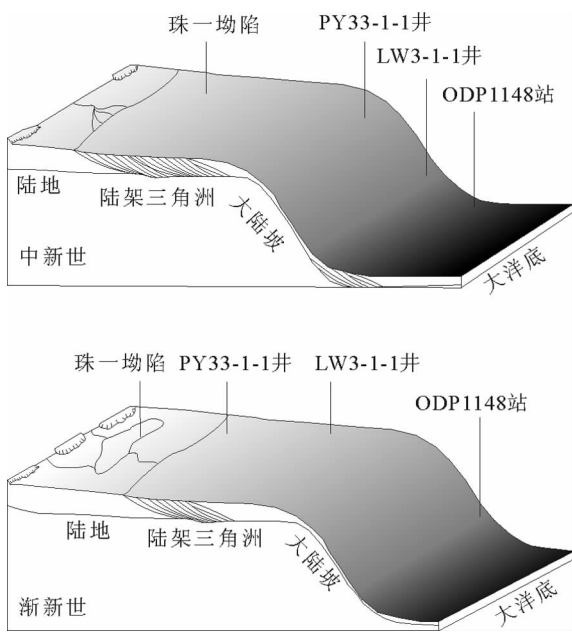 珠一坳陷
PY33-1-1井
LW3-1-1井
ODP1148站
陆地
陆架三角洲
大陆坡
中新世
大洋底
珠一坳陷
PY33-1-1井
LW3-1-1井
ODP1148站
陆地
陆架三角洲
大陆坡
渐新世
大洋底